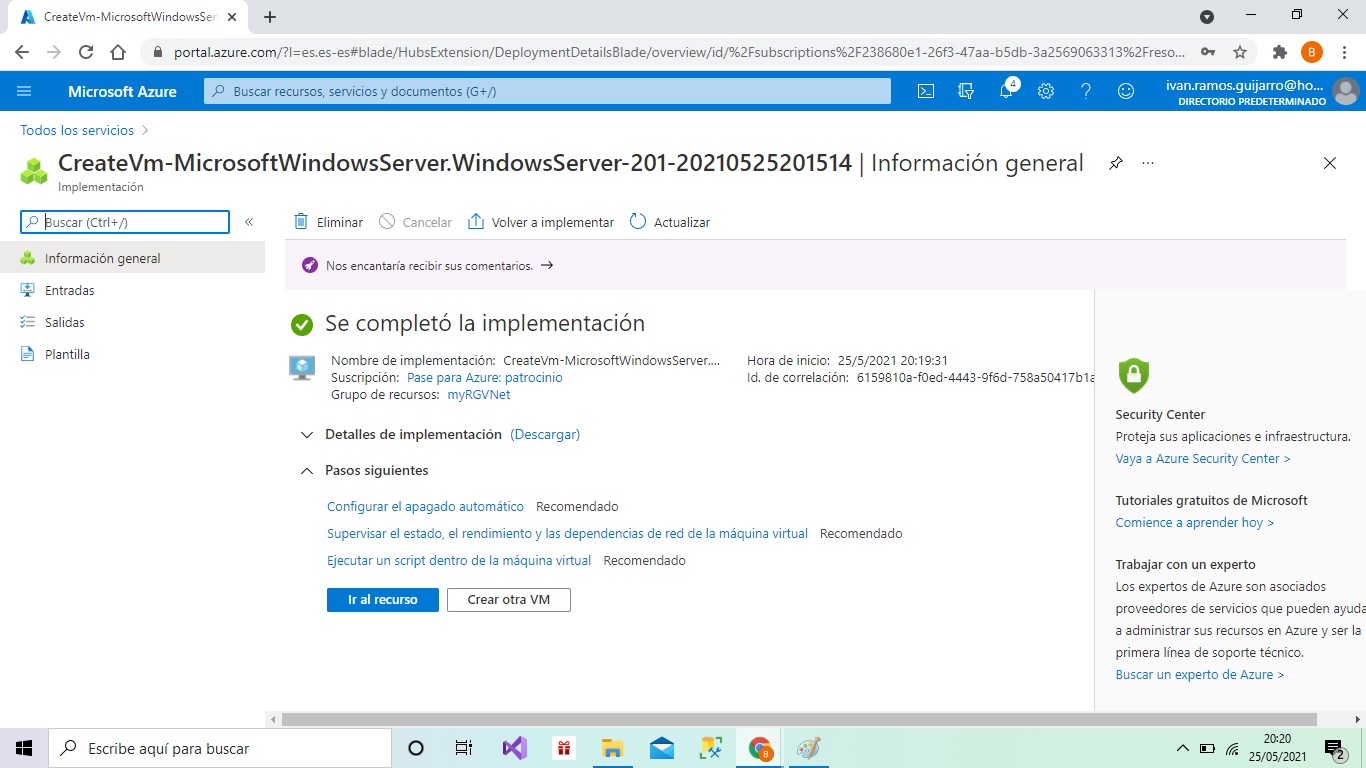 CreateVm-MicrosoftWindowsSer
portal.azure.com/?l=es.es-es#blade/HubsExtension/DeploymentDetailsBlade/overview/id/%2Fsubscriptions%2F238680e1-26f3-47aa-b5db-3a2569063313%2Freso...
B
Microsoft Azure
Buscar recursos, servicios y documentos (G+/)
4
ivan.ramos.guijarro@ho...
DIRECTORIO PREDETERMINADO
Todos los servicios
CreateVm-MicrosoftWindowsServer.WindowsServer-201-20210525201514 | Información general
Implementación
Buscar (Ctrl+/)
Eliminar
Cancelar
Volver a implementar
Actualizar
Información general
Entradas
Salidas
Plantilla
Nos encantaría recibir sus comentarios. →
Se completó la implementación
Nombre de implementación: CreateVm-MicrosoftWindowsServer....
Suscripción: Pase para Azure: patrocinio
Grupo de recursos: myRGVNet
Hora de inicio: 25/5/2021 20:19:31
Id. de correlación: 6159810a-f0ed-4443-9f6d-758a50417b1a
Detalles de implementación (Descargar)
Pasos siguientes
Configurar el apagado automático Recomendado
Supervisar el estado, el rendimiento y las dependencias de red de la máquina virtual Recomendado
Ejecutar un script dentro de la máquina virtual Recomendado
Ir al recurso
Crear otra VM
Security Center
Proteja sus aplicaciones e infraestructura.
Vaya a Azure Security Center >
Tutoriales gratuitos de Microsoft
Comience a aprender hoy >
Trabajar con un experto
Los expertos de Azure son asociados
proveedores de servicios que pueden ayuda
a administrar sus recursos en Azure y ser la
primera línea de soporte técnico.
Buscar un experto de Azure >
Escribe aquí para buscar
B
20:20
25/05/2021
2